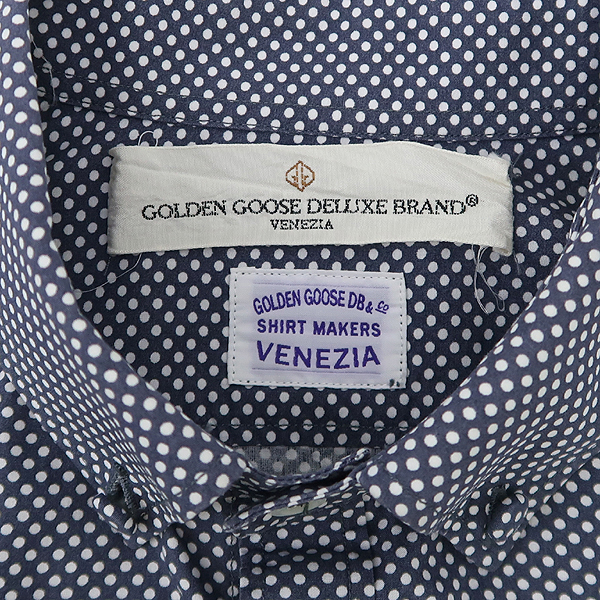 GOLDEN GOOSE DELUXE BRAND®
VENEZIA
GOLDEN GOOSE DB & Co
SHIRT MAKERS
VENEZIA